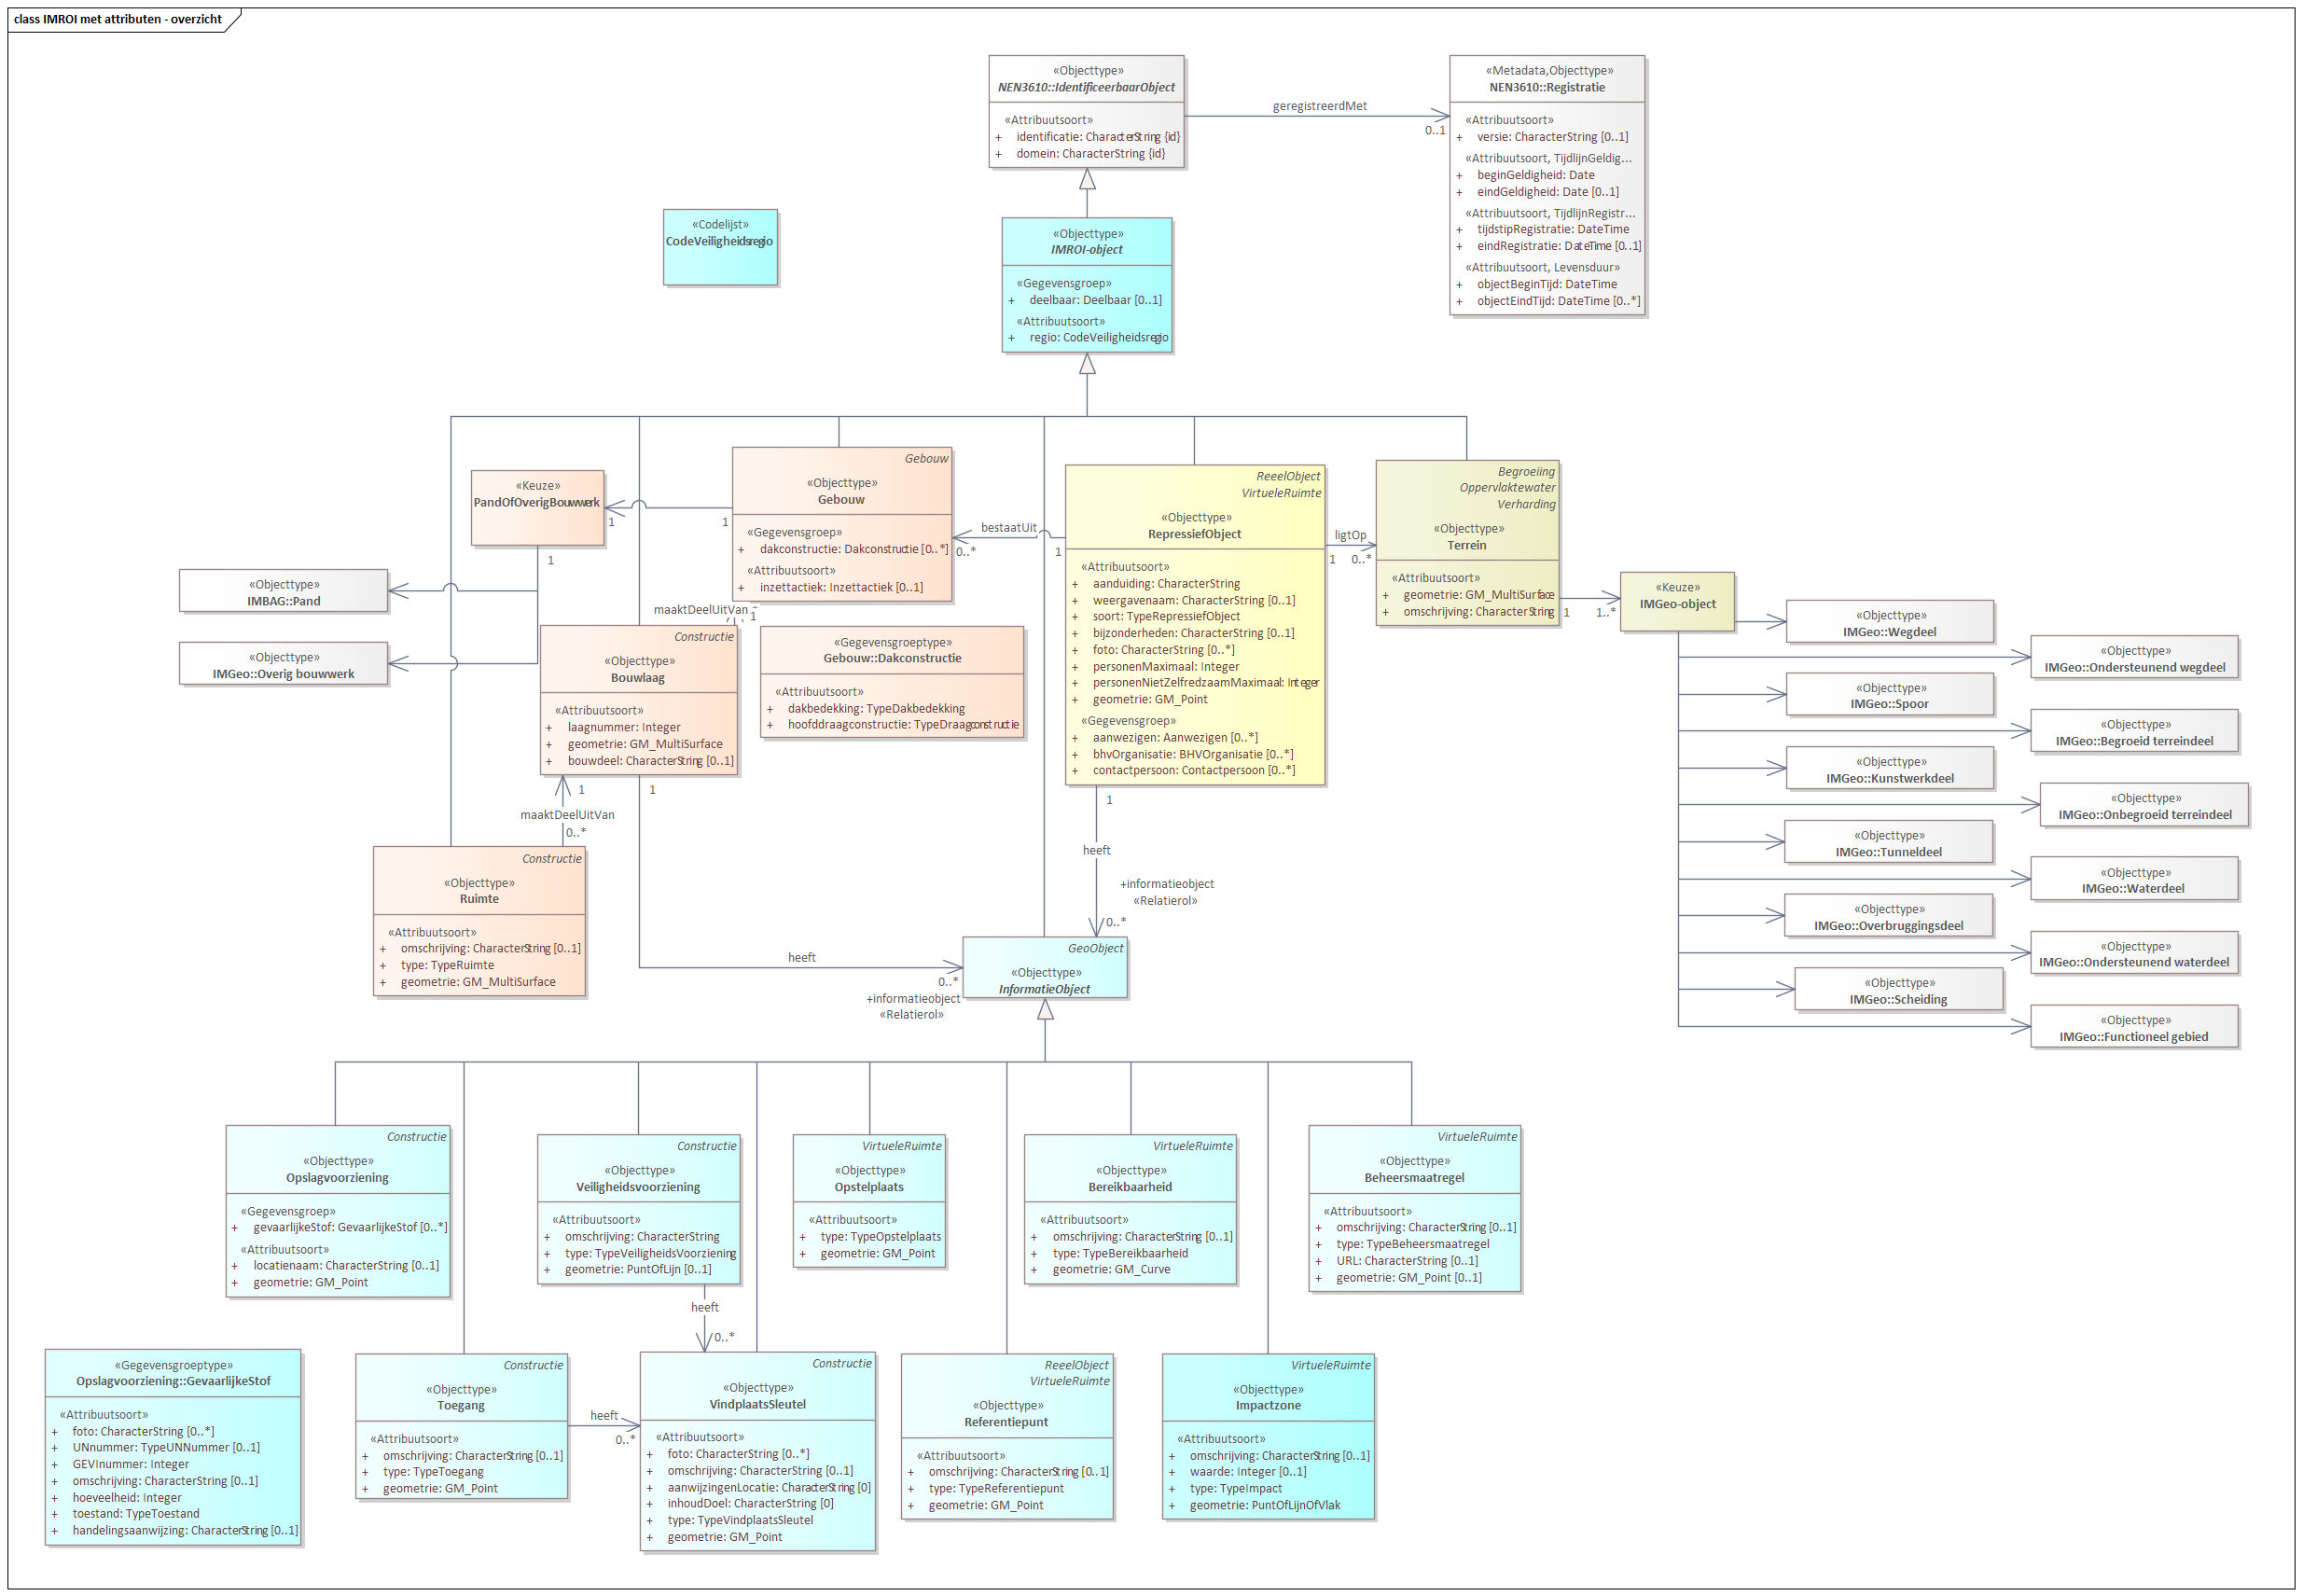 class IMROI met attributen - overzicht
«Objecttype»
NEN3610::IdentificeerbaarObject
«Attribuutsoort»
+ identificatie: CharacterString {id}
+ domein: CharacterString {id}
geregistreerdMet
0..1
«Metadata,Objecttype»
NEN3610::Registratie
«Attribuutsoort»
+ versie: CharacterString [0..1]
«Attribuutsoort, TijdlijnGeldig...
+ beginGeldigheid: Date
+ eindGeldigheid: Date [0..1]
«Attribuutsoort, TijdlijnRegistr...
+ tijdstipRegistratie: DateTime
+ eindRegistratie: DateTime [0..1]
«Attribuutsoort, Levensduur»
+ objectBeginTijd: DateTime
+ objectEindTijd: DateTime [0..*]
«Codelijst»
CodeVeiligheidsregio
«Objecttype»
IMROI-object
«Gegevensgroep»
+ deelbaar: Deelbaar [0..1]
«Attribuutsoort»
+ regio: CodeVeiligheidsregio
«Keuze»
PandOfOverigBouwwerk
1
1
1
Gebouw
«Objecttype»
Gebouw
«Gegevensgroep»
+ dakconstructie: Dakconstructie [0..*]
«Attribuutsoort»
+ inzettactiek: Inzettactiek [0..1]
bestaatUit
0..*
1
ReeelObject
VirtueleRuimte
«Objecttype»
RepressiefObject
«Attribuutsoort»
+ aanduiding: CharacterString
+ weergavenaam: CharacterString [0..1]
+ soort: TypeRepressiefObject
+ bijzonderheden: CharacterString [0..1]
+ foto: CharacterString [0..*]
+ personenMaximaal: Integer
+ personenNietZelfredzaamMaximaal: Integer
+ geometrie: GM_Point
«Gegevensgroep»
+ aanwezigen: Aanwezigen [0..*]
+ bhvOrganisatie: BHVOrganisatie [0..*]
+ contactpersoon: Contactpersoon [0..*]
ligtOp
1
0..*
Begroeiing
Oppervlaktewater
Verharding
«Objecttype»
Terrein
«Attribuutsoort»
+ geometrie: GM_MultiSurface
+ omschrijving: CharacterString
1
1..*
«Keuze»
IMGeo-object
«Objecttype»
IMGeo::Wegdeel
«Objecttype»
IMGeo::Ondersteunend wegdeel
«Objecttype»
IMGeo::Spoor
«Objecttype»
IMGeo::Begroeid terreindeel
«Objecttype»
IMGeo::Kunstwerkdeel
«Objecttype»
IMGeo::Onbegroeid terreindeel
«Objecttype»
IMGeo::Tunneldeel
«Objecttype»
IMGeo::Waterdeel
«Objecttype»
IMGeo::Overbruggingsdeel
«Objecttype»
IMGeo::Ondersteunend waterdeel
«Objecttype»
IMGeo::Scheiding
«Objecttype»
IMGeo::Functioneel gebied
«Objecttype»
IMBAG::Pand
«Objecttype»
IMGeo::Overig bouwwerk
maaktDeelUitVan
1
Constructie
«Objecttype»
Bouwlaag
«Attribuutsoort»
+ laagnummer: Integer
+ geometrie: GM_MultiSurface
+ bouwdeel: CharacterString [0..1]
«Gegevensgroeptype»
Gebouw::Dakconstructie
«Attribuutsoort»
+ dakbedekking: TypeDakbedekking
+ hoofddraagconstructie: TypeDraagconstructie
1
maaktDeelUitVan
0..*
1
1
heeft
+informatieobject
«Relatierol»
0..*
Constructie
«Objecttype»
Ruimte
«Attribuutsoort»
+ omschrijving: CharacterString [0..1]
+ type: TypeRuimte
+ geometrie: GM_MultiSurface
heeft
0..*
+informatieobject
«Relatierol»
GeoObject
«Objecttype»
InformatieObject
Constructie
«Objecttype»
Opslagvoorziening
«Gegevensgroep»
+ gevaarlijkeStof: GevaarlijkeStof [0..*]
«Attribuutsoort»
+ locatienaam: CharacterString [0..1]
+ geometrie: GM_Point
Constructie
«Objecttype»
Veiligheidsvoorziening
«Attribuutsoort»
+ omschrijving: CharacterString
+ type: TypeVeiligheidsVoorziening
+ geometrie: PuntOfLijn [0..1]
VirtueleRuimte
«Objecttype»
Opstelplaats
«Attribuutsoort»
+ type: TypeOpstelplaats
+ geometrie: GM_Point
VirtueleRuimte
«Objecttype»
Bereikbaarheid
«Attribuutsoort»
+ omschrijving: CharacterString [0..1]
+ type: TypeBereikbaarheid
+ geometrie: GM_Curve
VirtueleRuimte
«Objecttype»
Beheersmaatregel
«Attribuutsoort»
+ omschrijving: CharacterString [0..1]
+ type: TypeBeheersmaatregel
+ URL: CharacterString [0..1]
+ geometrie: GM_Point [0..1]
heeft
0..*
«Gegevensgroeptype»
Opslagvoorziening::GevaarlijkeStof
«Attribuutsoort»
+ foto: CharacterString [0..*]
+ UNnummer: TypeUNNummer [0..1]
+ GEVInummer: Integer
+ omschrijving: CharacterString [0..1]
+ hoeveelheid: Integer
+ toestand: TypeToestand
+ handelingsaanwijzing: CharacterString [0..1]
Constructie
«Objecttype»
Toegang
«Attribuutsoort»
+ omschrijving: CharacterString [0..1]
+ type: TypeToegang
+ geometrie: GM_Point
heeft
0..*
Constructie
«Objecttype»
VindplaatsSleutel
«Attribuutsoort»
+ foto: CharacterString [0..*]
+ omschrijving: CharacterString [0..1]
+ aanwijzingenLocatie: CharacterString [0]
+ inhoudDoel: CharacterString [0]
+ type: TypeVindplaatsSleutel
+ geometrie: GM_Point
ReeelObject
VirtueleRuimte
«Objecttype»
Referentiepunt
«Attribuutsoort»
+ omschrijving: CharacterString [0..1]
+ type: TypeReferentiepunt
+ geometrie: GM_Point
VirtueleRuimte
«Objecttype»
Impactzone
«Attribuutsoort»
+ omschrijving: CharacterString [0..1]
+ waarde: Integer [0..1]
+ type: TypeImpact
+ geometrie: PuntOfLijnOfVlak